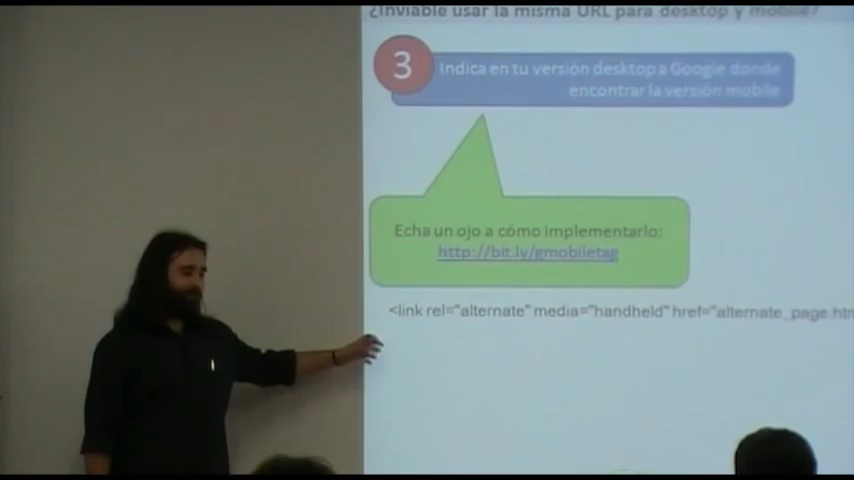 ¿Inviable usar la misma URL para desktop y mobile?
3
Indica en tu versión desktop a Google donde
encontrar la versión mobile
Echa un ojo a cómo implementarlo:
http://bit.ly/gmobiletag
<link rel="alternate" media="handheld" href="alternate_page.htm